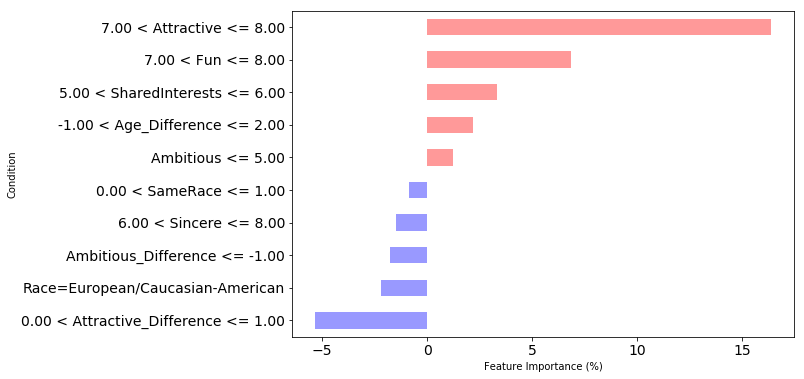 7.00 < Attractive <= 8.00
7.00 < Fun <= 8.00
5.00 < SharedInterests <= 6.00
-1.00 < Age_Difference <= 2.00
Ambitious <= 5.00
0.00 < SameRace <= 1.00
6.00 < Sincere <= 8.00
Ambitious_Difference <= -1.00
Race=European/Caucasian-American
0.00 < Attractive_Difference <= 1.00
Condition
−5 0 5 10 15
Feature Importance (%)